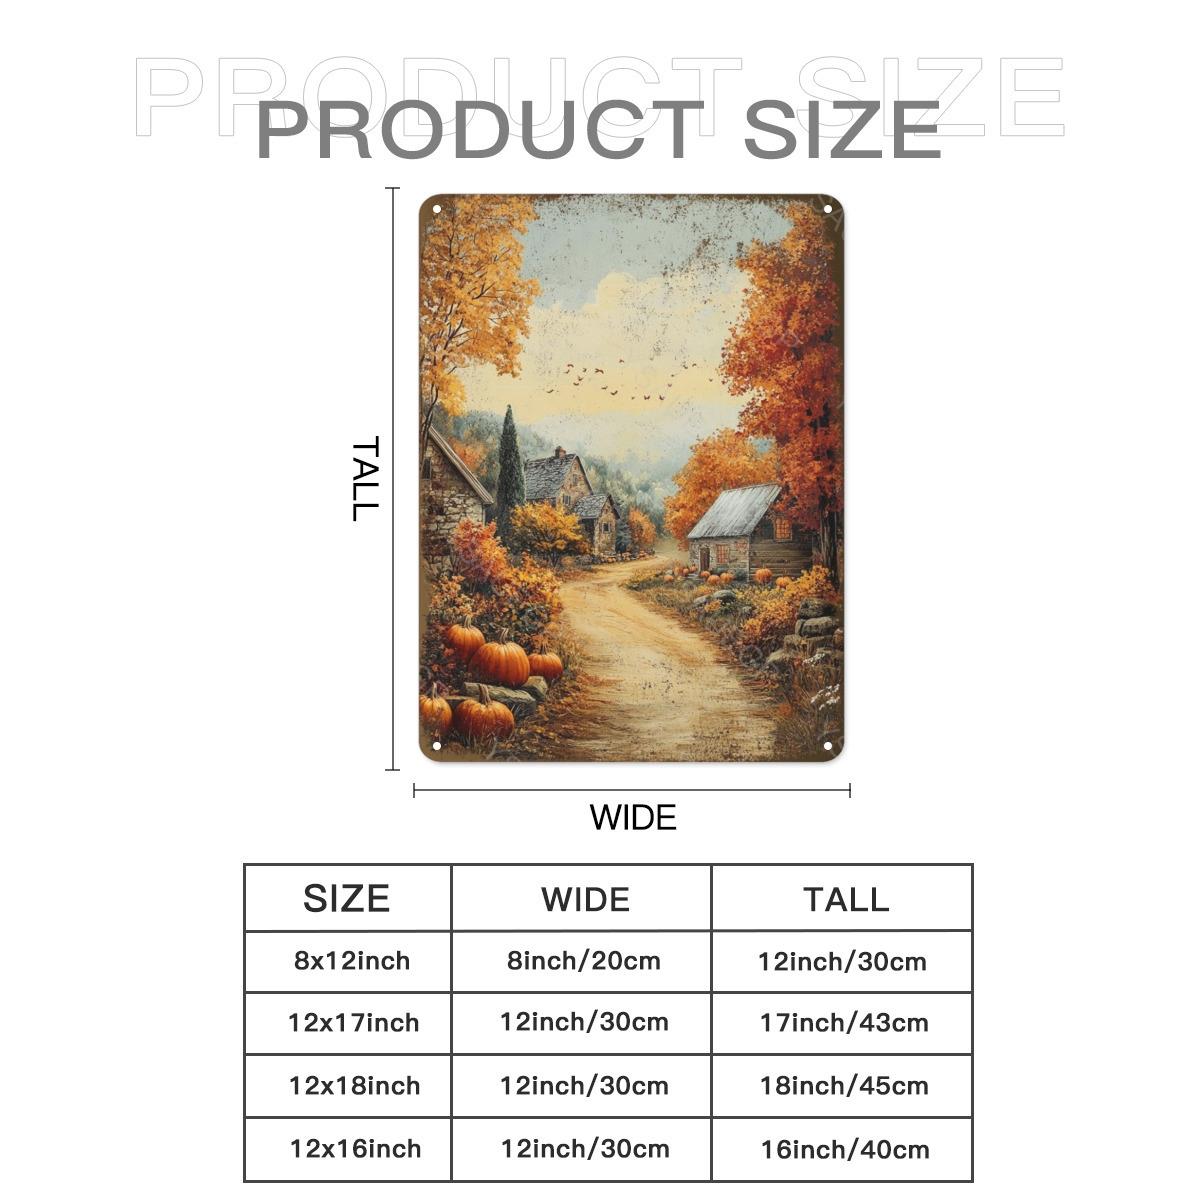 PRODUCT SIZE
PRODUCT SIZE
TALL
WIDE
SIZE WIDE TALL
8x12inch 8inch/20cm 12inch/30cm
12x17inch 12inch/30cm 17inch/43cm
12x18inch 12inch/30cm 18inch/45cm
12x16inch 12inch/30cm 16inch/40cm